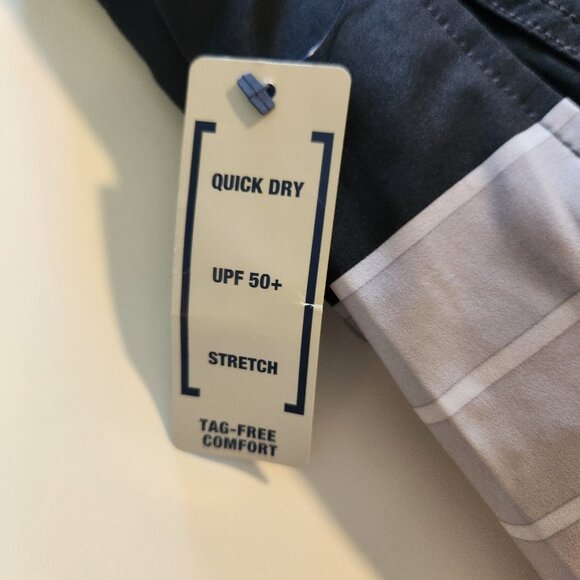 QUICK DRY
UPF 50+
STRETCH
TAG-FREE
COMFORT